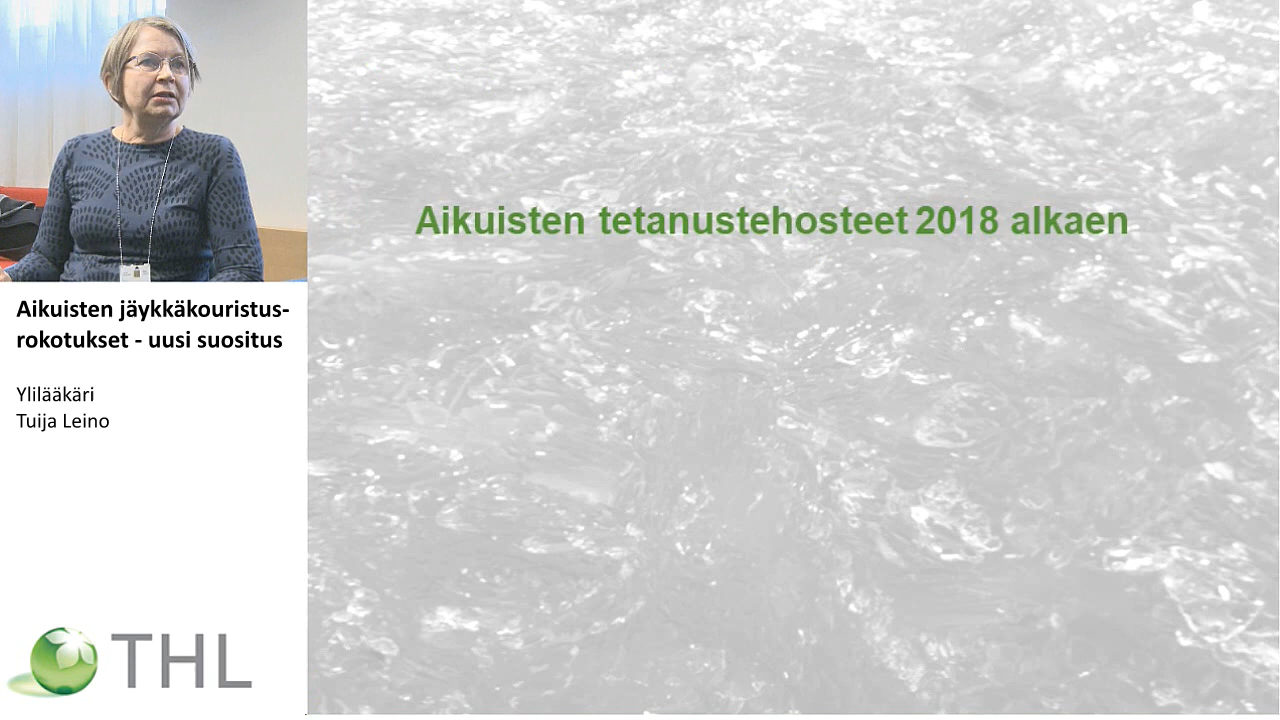 Aikuisten tetanustehosteet 2018 alkaen
Aikuisten jäykkäkouristus-
rokotukset - uusi suositus
Ylilääkäri
Tuija Leino
THL